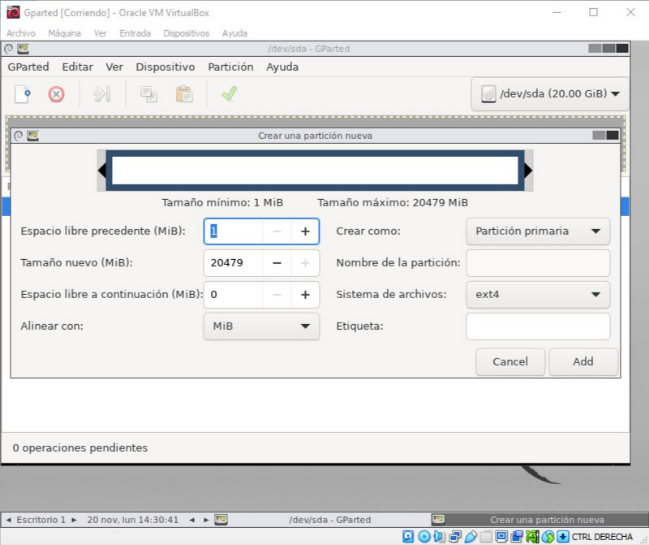 Gparted [Corriendo] - Oracle VM VirtualBox
Archivo Máquina Ver Entrada Dispositivos Ayuda
/dev/sda - GParted
GParted Editar Ver Dispositivo Partición Ayuda
/dev/sda (20.00 GiB)
Crear una partición nueva
Tamaño mínimo: 1 MiB Tamaño máximo: 20479 MiB
Espacio libre precedente (MiB): 1 − + Crear como: Partición primaria
Tamaño nuevo (MiB): 20479 − + Nombre de la partición:
Espacio libre a continuación (MiB): 0 − + Sistema de archivos: ext4
Alinear con: MiB Etiqueta:
Cancel Add
0 operaciones pendientes
Escritorio 1 20 nov, lun 14:30:41 /dev/sda - GParted Crear una partición nueva
CTRL DERECHA